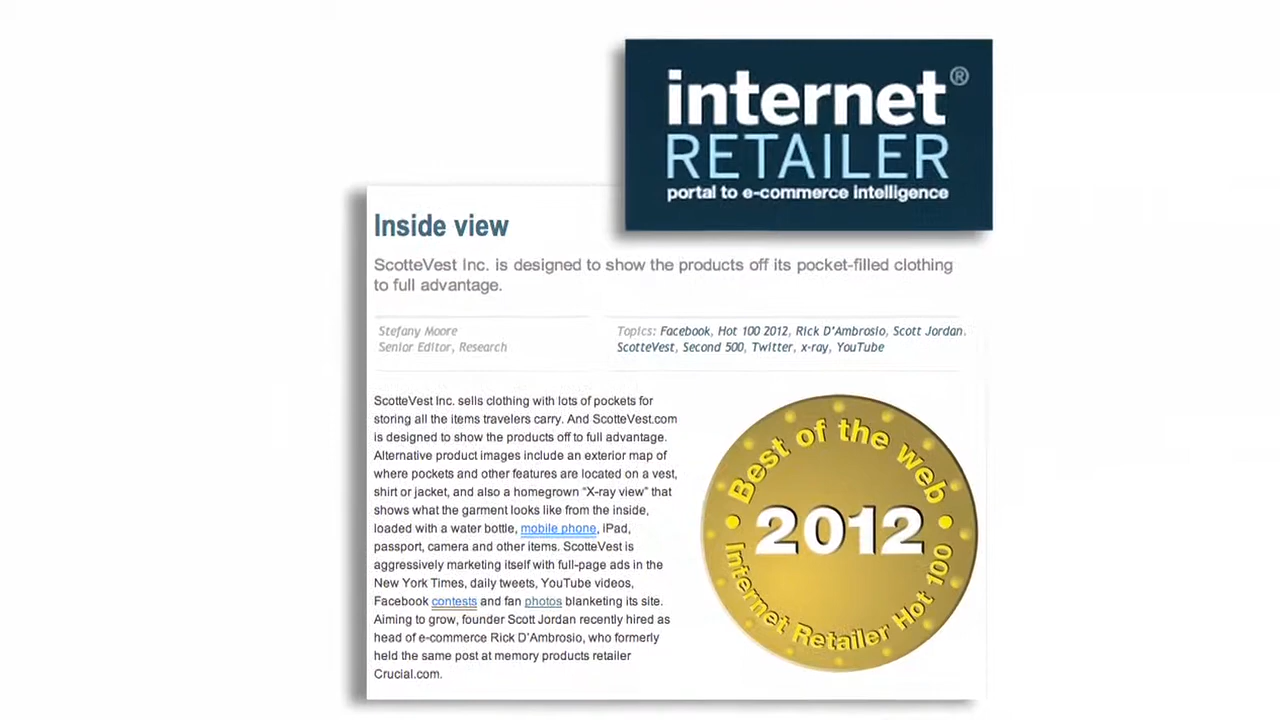 internet®
RETAILER
portal to e-commerce intelligence
Inside view
ScotteVest Inc. is designed to show the products off its pocket-filled clothing
to full advantage.
Stefany Moore
Senior Editor, Research
Topics: Facebook, Hot 100 2012, Rick D'Ambrosio, Scott Jordan.
ScotteVest, Second 500, Twitter, x-ray, YouTube
ScotteVest Inc. sells clothing with lots of pockets for
storing all the items travelers carry. And ScotteVest.com
is designed to show the products off to full advantage.
Alternative product images include an exterior map of
where pockets and other features are located on a vest,
shirt or jacket, and also a homegrown “X-ray view” that
shows what the garment looks like from the inside,
loaded with a water bottle, mobile phone, iPad,
passport, camera and other items. ScotteVest is
aggressively marketing itself with full-page ads in the
New York Times, daily tweets, YouTube videos,
Facebook contests and fan photos blanketing its site.
Aiming to grow, founder Scott Jordan recently hired as
head of e-commerce Rick D'Ambrosio, who formerly
held the same post at memory products retailer
Crucial.com.
Best of the web
2012
Internet Retailer Hot 100